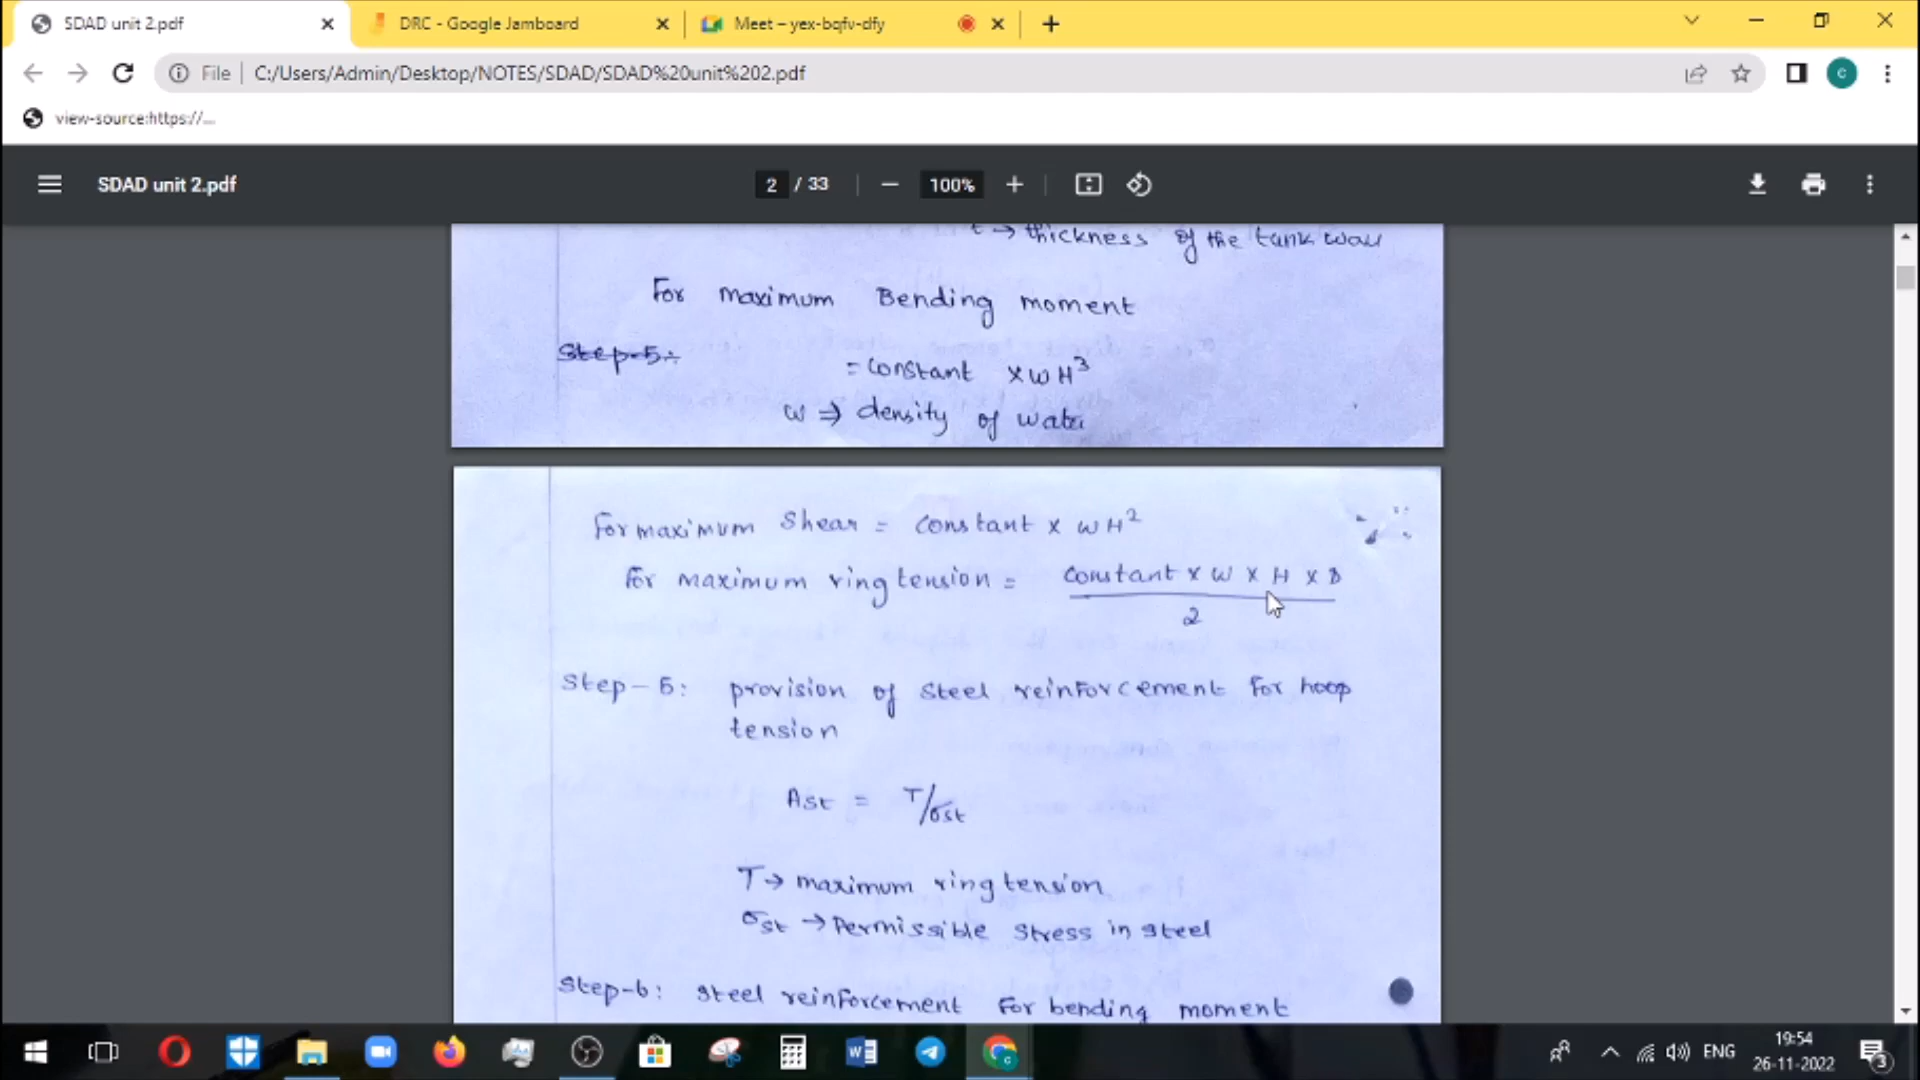 SDAD unit 2.pdf
DRC - Google Jamboard
Meet – yex-bqfv-dfy
File
C:/Users/Admin/Desktop/NOTES/SDAD/SDAD%20unit%202.pdf
C
view-source:https://...
SDAD unit 2.pdf
2 / 33
100%
t → thickness of the tank wall
For maximum Bending moment
Step-5:
= constant × WH³
w ⇒ density of water
For maximum Shear = constant × WH²
For maximum ring tension = constant × W × H × D
2
Step-5: provision of steel reinforcement for hoop
tension
Ast = T/σst
T → maximum ring tension
σst → Permissible stress in steel
Step-6: steel reinforcement for bending moment
ENG
19:54
26-11-2022
3